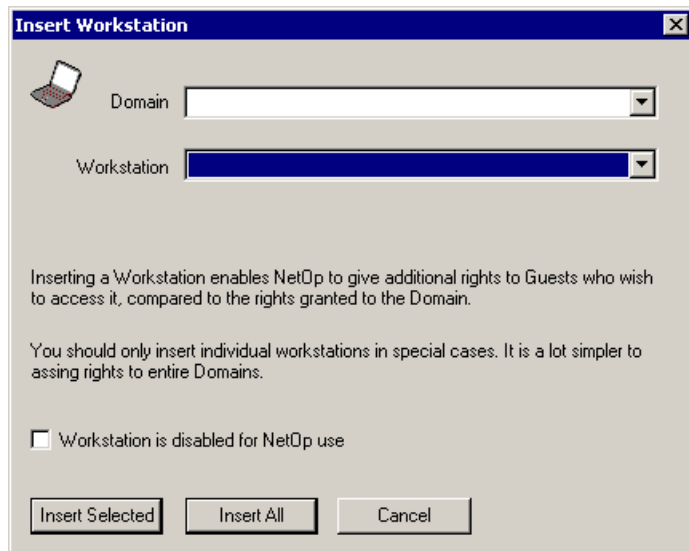 Insert Workstation
Domain
Workstation
Inserting a Workstation enables NetOp to give additional rights to Guests who wish
to access it, compared to the rights granted to the Domain.
You should only insert individual workstations in special cases. It is a lot simpler to
assing rights to entire Domains.
Workstation is disabled for NetOp use
Insert Selected Insert All Cancel